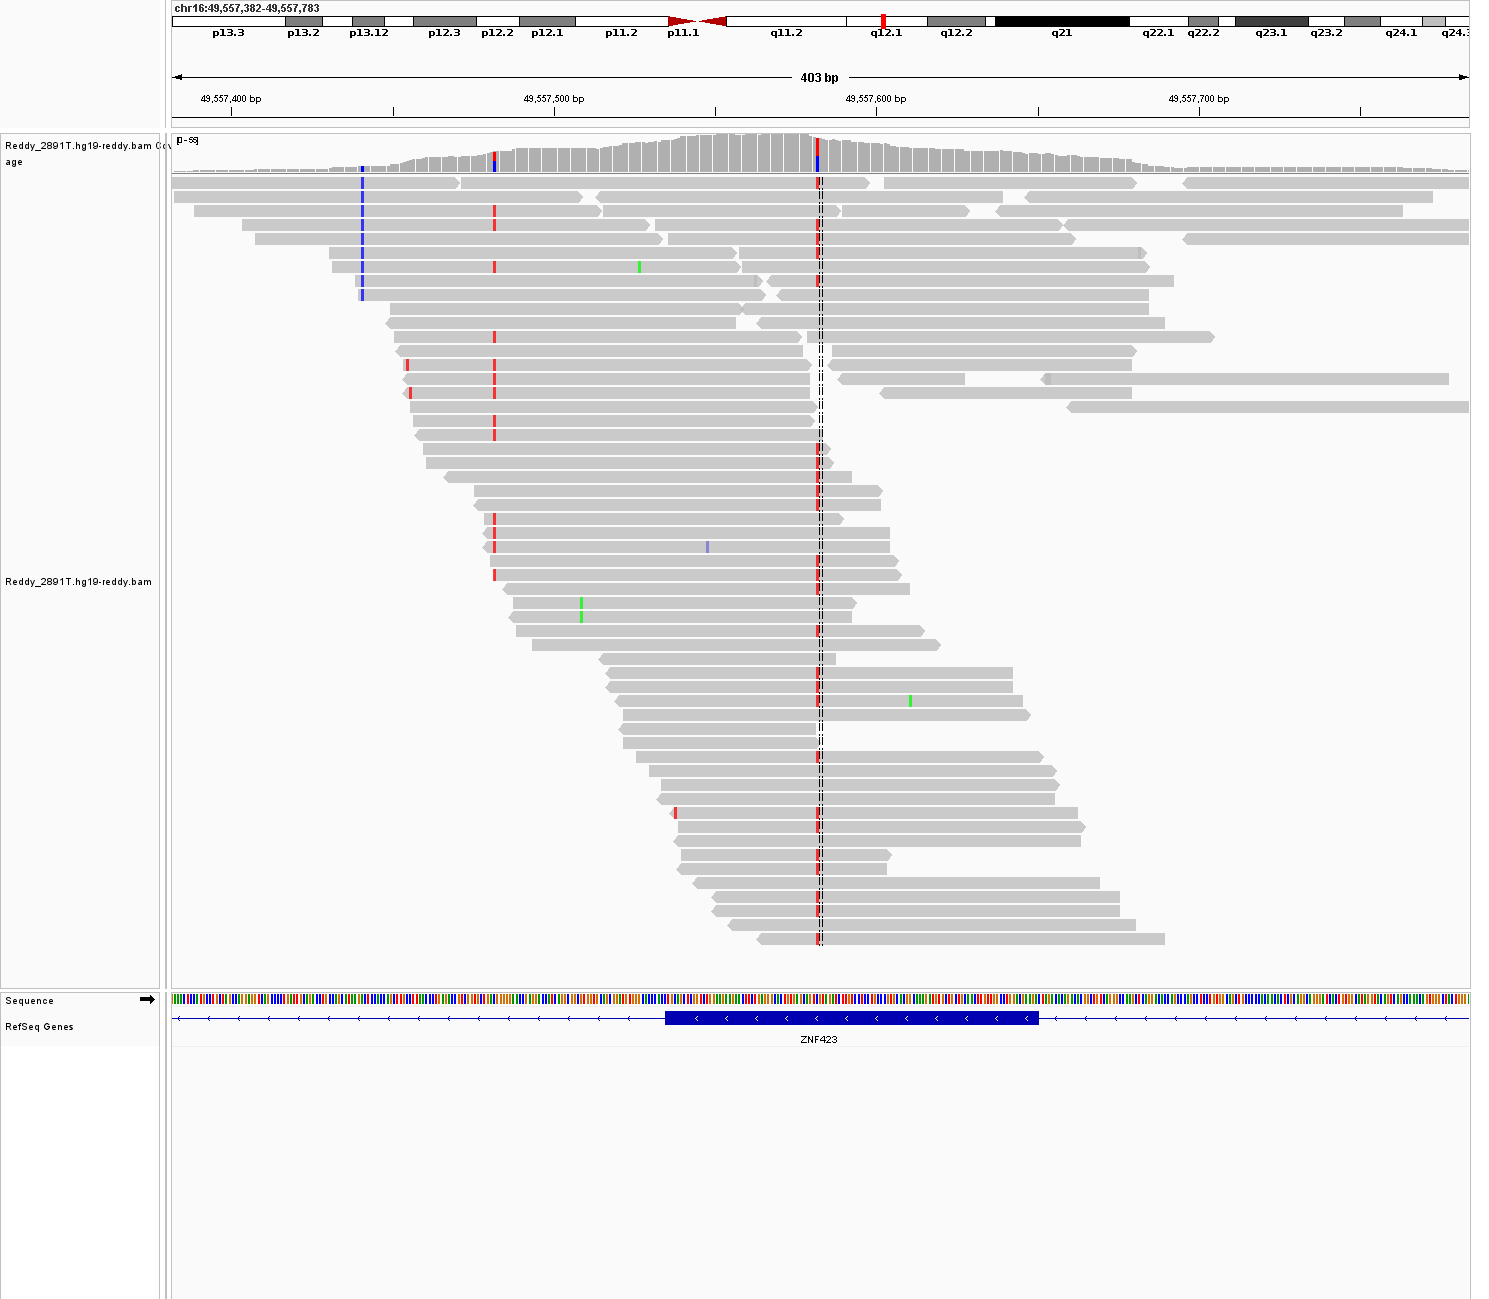 chr16:49,557,382-49,557,783
p13.3 p13.2 p13.12 p12.3 p12.2 p12.1 p11.2 p11.1 q11.2 q12.1 q12.2 q21 q22.1 q22.2 q23.1 q23.2 q24.1 q24.3
403 bp
49,557,400 bp 49,557,500 bp 49,557,600 bp 49,557,700 bp
Reddy_2891T.hg19-reddy.bam Cov
age
Reddy_2891T.hg19-reddy.bam
Sequence
RefSeq Genes
ZNF423